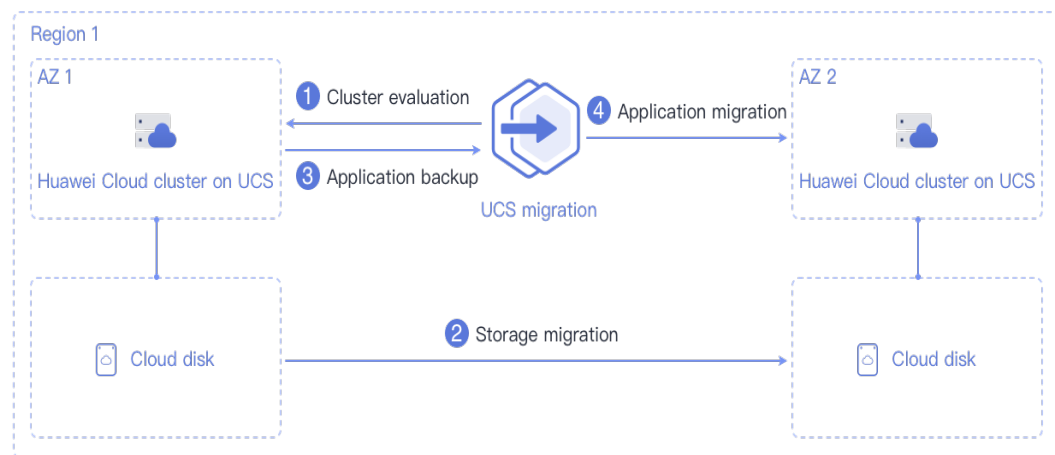 Region 1
AZ 1
Huawei Cloud cluster on UCS
1 Cluster evaluation
3 Application backup
UCS migration
4 Application migration
AZ 2
Huawei Cloud cluster on UCS
Cloud disk
2 Storage migration
Cloud disk